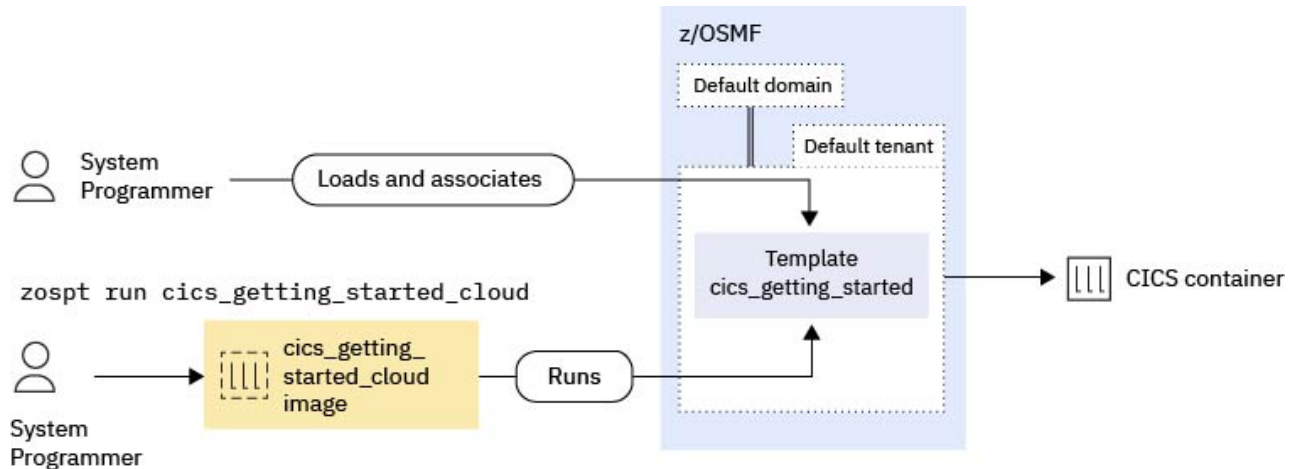 z/OSMF
Default domain
Default tenant
System
Programmer
Loads and associates
Template
cics_getting_started
CICS container
zospt run cics_getting_started_cloud
cics_getting_
started_cloud
image
Runs
System
Programmer